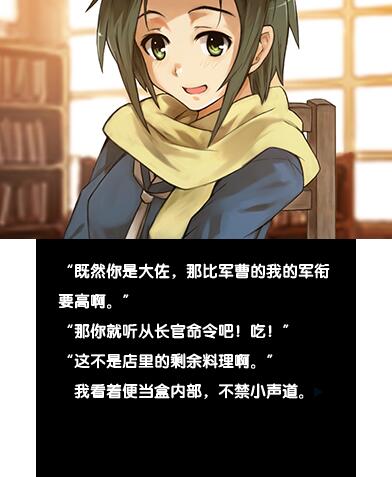 “既然你是大佐，那比军曹的我的军衔
要高啊。”
“那你就听从长官命令吧！吃！”
“这不是店里的剩余料理啊。”
我看着便当盒内部，不禁小声道。